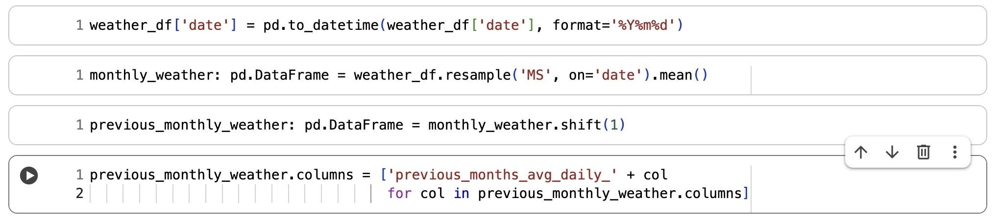 1 weather_df['date'] = pd.to_datetime(weather_df['date'], format='%Y%m%d')
1 monthly_weather: pd.DataFrame = weather_df.resample('MS', on='date').mean()
1 previous_monthly_weather: pd.DataFrame = monthly_weather.shift(1)
1 previous_monthly_weather.columns = ['previous_months_avg_daily_' + col
2 for col in previous_monthly_weather.columns]